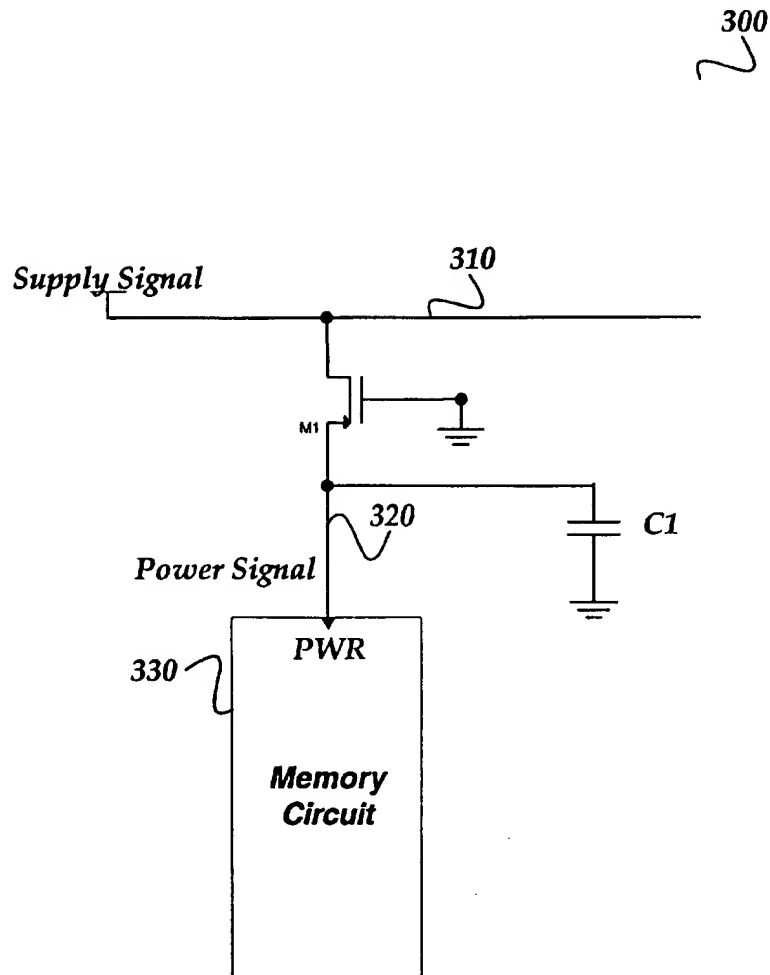 300
Supply Signal
310
M1
320
C1
Power Signal
PWR
330
Memory
Circuit